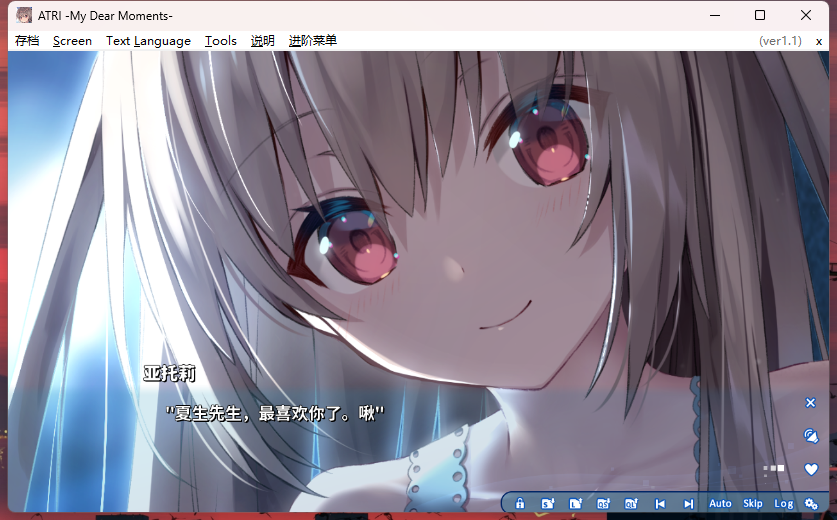 ATRI -My Dear Moments-
存档 Screen Text Language Tools 说明 进阶菜单 (ver1.1) x
亚托莉
"夏生先生，最喜欢你了。啾"
Auto Skip Log